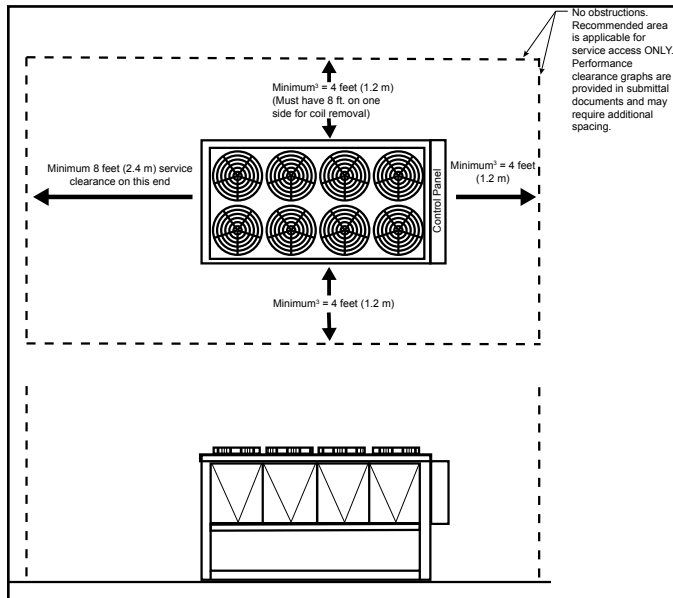 No obstructions.
Recommended area
is applicable for
service access ONLY.
Performance
clearance graphs are
provided in submittal
documents and may
require additional
spacing.
Minimum³ = 4 feet (1.2 m)
(Must have 8 ft. on one
side for coil removal)
Minimum 8 feet (2.4 m) service
clearance on this end
Control Panel
Minimum³ = 4 feet
(1.2 m)
Minimum³ = 4 feet (1.2 m)